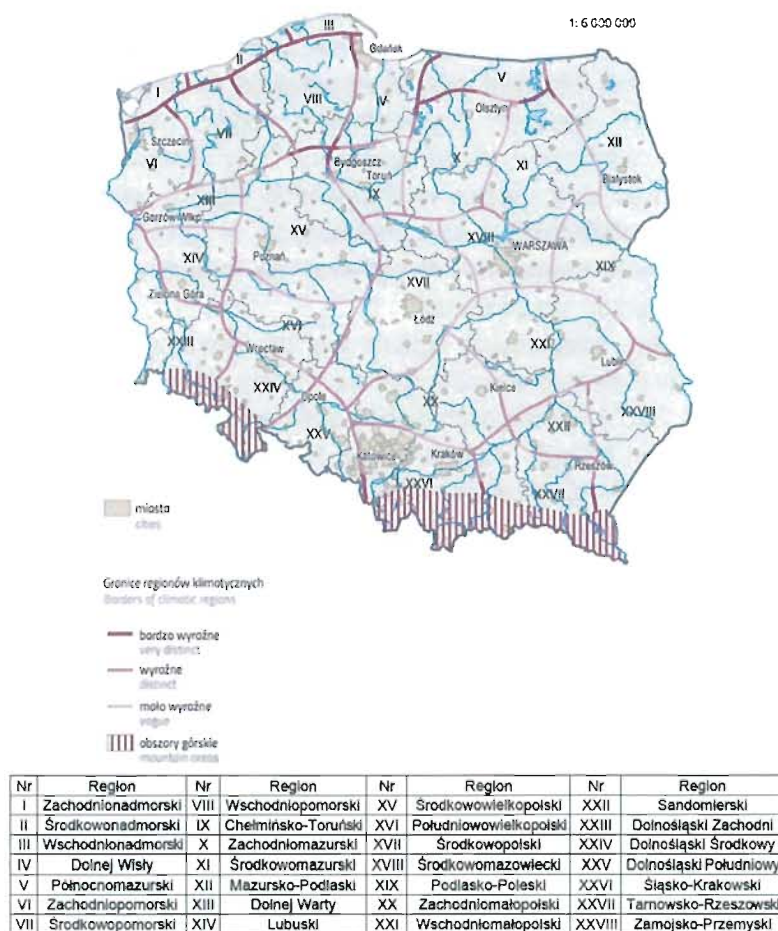 1: 6 000 000
III
Gdańsk
II
I
V
VIII
IV
Olsztyn
VII
Szczecin
XII
VI
Bydgoszcz
X
XI
Toruń
Białystok
IX
XIII
Gorzów Wlkp
XV
XVIII
WARSZAWA
XIV
Poznań
XIX
XVII
Zielona Góra
Łódź
XVI
XXI
XXIII
Wrocław
Lublin
XXIV
Kielce
Opole
XX
XXVIII
XXV
XXII
Katowice
Kraków
Rzeszów
XXVI
XXVII
miasta
cities
Granice regionów klimatycznych
Borders of climatic regions
bardzo wyraźne
very distinct
wyraźne
distinct
mało wyraźne
vogue
obszary górskie
mountain areas
Nr Region Nr Region Nr Region Nr Region
I Zachodnionadmorski VIII Wschodniopomorski XV Środkowowielkopolski XXII Sandomierski
II Środkowonadmorski IX Chełmińsko-Toruński XVI Południowowielkopolski XXIII Dolnośląski Zachodni
III Wschodnionadmorski X Zachodniomazurski XVII Środkowopolski XXIV Dolnośląski Środkowy
IV Dolnej Wisły XI Środkowomazurski XVIII Środkowomazowiecki XXV Dolnośląski Południowy
V Północnomazurski XII Mazursko-Podlaski XIX Podlasko-Poleski XXVI Śląsko-Krakowski
VI Zachodniopomorski XIII Dolnej Warty XX Zachodniomałopolski XXVII Tarnowsko-Rzeszowski
VII Środkowopomorski XIV Lubuski XXI Wschodniomałopolski XXVIII Zamojsko-Przemyski